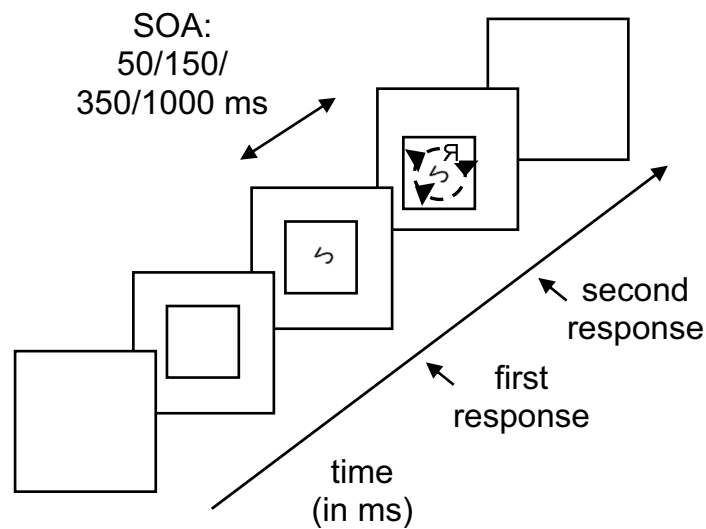 SOA:
50/150/
350/1000 ms
Я
S
S
second
response
first
response
time
(in ms)